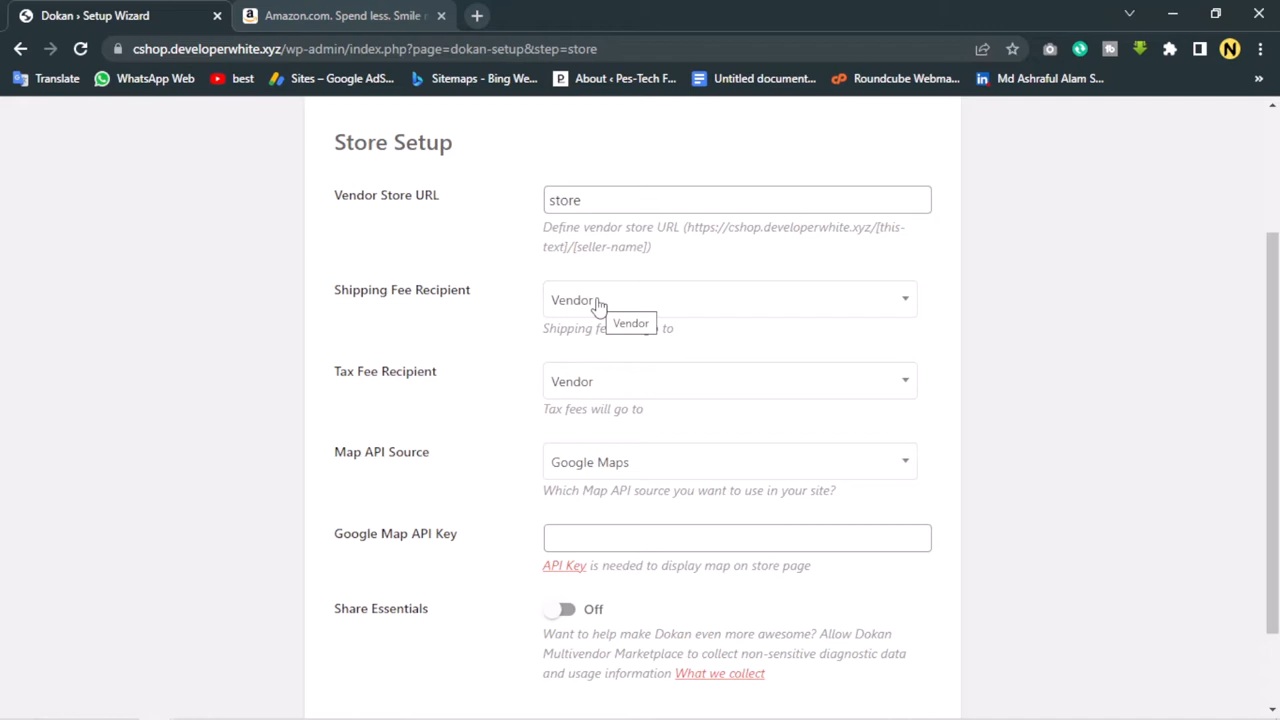 Dokan › Setup Wizard
Amazon.com. Spend less. Smile
cshop.developerwhite.xyz/wp-admin/index.php?page=dokan-setup&step=store
N
Translate
WhatsApp Web
best
Sites – Google AdS...
Sitemaps - Bing We...
About ‹ Pes-Tech F...
Untitled document...
Roundcube Webma...
Md Ashraful Alam S...
»
Store Setup
Vendor Store URL
store
Define vendor store URL (https://cshop.developerwhite.xyz/[this-
text]/[seller-name])
Shipping Fee Recipient
Vendor
Vendor
Shipping fe to
Tax Fee Recipient
Vendor
Tax fees will go to
Map API Source
Google Maps
Which Map API source you want to use in your site?
Google Map API Key
API Key is needed to display map on store page
Share Essentials
Off
Want to help make Dokan even more awesome? Allow Dokan
Multivendor Marketplace to collect non-sensitive diagnostic data
and usage information What we collect